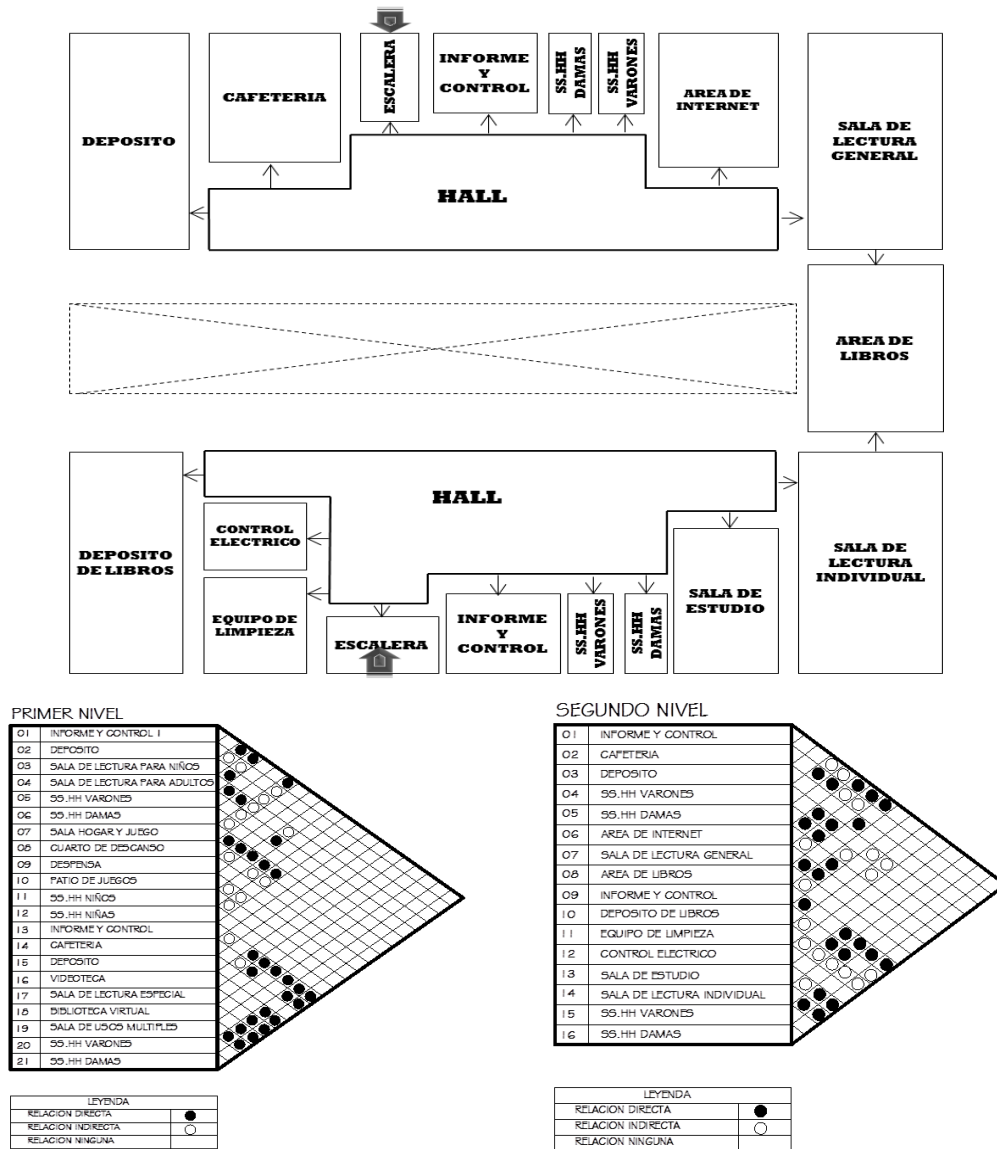 DEPOSITO
CAFETERIA
ESCALERA
INFORME
Y
CONTROL
SS.HH
DAMAS
SS.HH
VARONES
AREA DE
INTERNET
SALA DE
LECTURA
GENERAL
HALL
AREA DE
LIBROS
HALL
DEPOSITO
DE LIBROS
CONTROL
ELECTRICO
EQUIPO DE
LIMPIEZA
ESCALERA
INFORME
Y
CONTROL
SS.HH
VARONES
SS.HH
DAMAS
SALA DE
ESTUDIO
SALA DE
LECTURA
INDIVIDUAL
PRIMER NIVEL
01 INFORME Y CONTROL I
02 DEPOSITO
03 SALA DE LECTURA PARA NIÑOS
04 SALA DE LECTURA PARA ADULTOS
05 SS.HH VARONES
06 SS.HH DAMAS
07 SALA HOGAR Y JUEGO
08 CUARTO DE DESCANSO
09 DESPENSA
10 PATIO DE JUEGOS
11 SS.HH NIÑOS
12 SS.HH NIÑAS
13 INFORME Y CONTROL
14 CAFETERIA
15 DEPOSITO
16 VIDEOTECA
17 SALA DE LECTURA ESPECIAL
18 BIBLIOTECA VIRTUAL
19 SALA DE USOS MULTIPLES
20 SS.HH VARONES
21 SS.HH DAMAS
LEYENDA
RELACION DIRECTA
RELACION INDIRECTA
RELACION NINGUNA
SEGUNDO NIVEL
01 INFORME Y CONTROL
02 CAFETERIA
03 DEPOSITO
04 SS.HH VARONES
05 SS.HH DAMAS
06 AREA DE INTERNET
07 SALA DE LECTURA GENERAL
08 AREA DE LIBROS
09 INFORME Y CONTROL
10 DEPOSITO DE LIBROS
11 EQUIPO DE LIMPIEZA
12 CONTROL ELECTRICO
13 SALA DE ESTUDIO
14 SALA DE LECTURA INDIVIDUAL
15 SS.HH VARONES
16 SS.HH DAMAS
LEYENDA
RELACION DIRECTA
RELACION INDIRECTA
RELACION NINGUNA